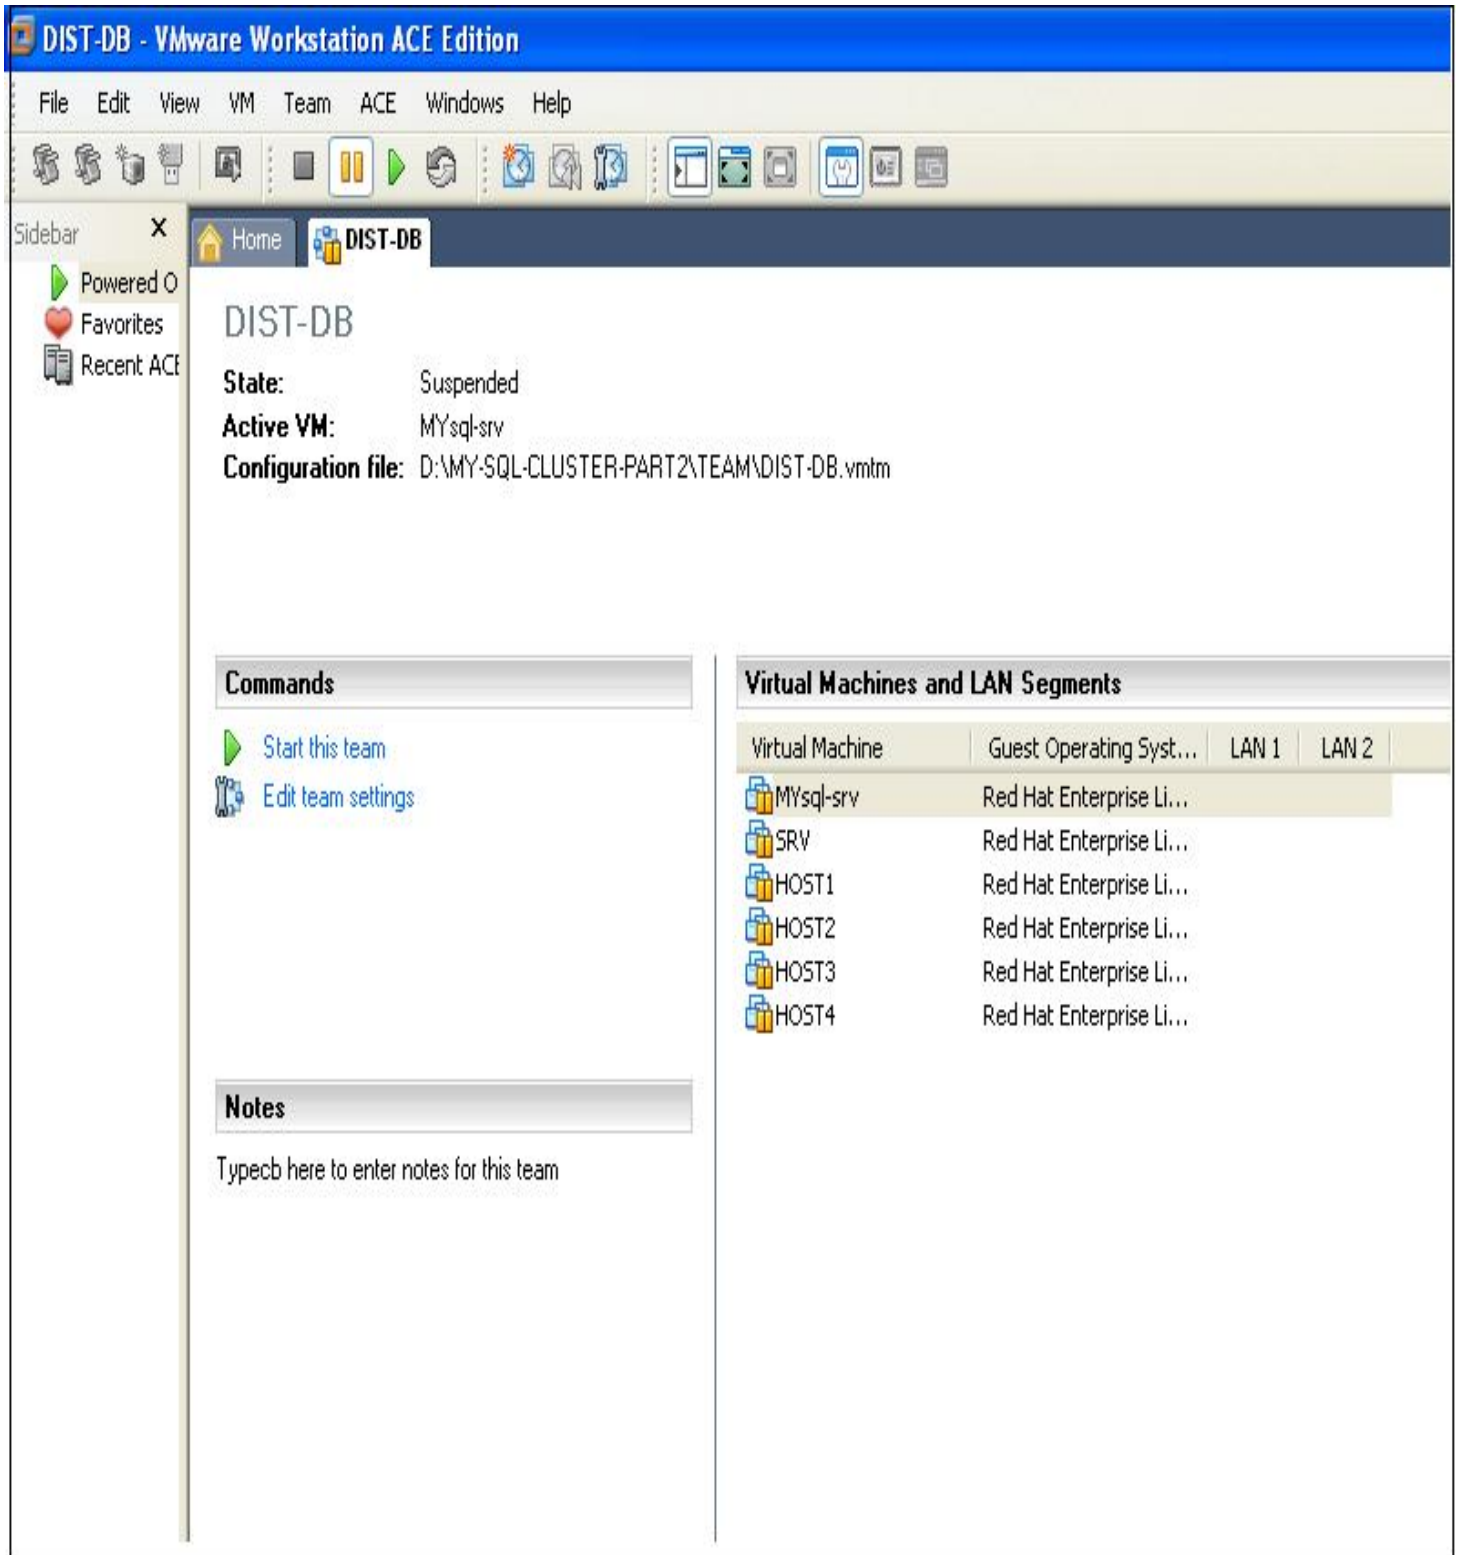 DIST-DB - VMware Workstation ACE Edition
File Edit View VM Team ACE Windows Help
Sidebar X
Home DIST-DB
Powered O
Favorites
Recent ACE
DIST-DB
State: Suspended
Active VM: MYsql-srv
Configuration file: D:\MY-SQL-CLUSTER-PART2\TEAM\DIST-DB.vmtm
Commands
Start this team
Edit team settings
Virtual Machines and LAN Segments
Virtual Machine Guest Operating Syst... LAN 1 LAN 2
MYsql-srv Red Hat Enterprise Li...
SRV Red Hat Enterprise Li...
HOST1 Red Hat Enterprise Li...
HOST2 Red Hat Enterprise Li...
HOST3 Red Hat Enterprise Li...
HOST4 Red Hat Enterprise Li...
Notes
Typecb here to enter notes for this team